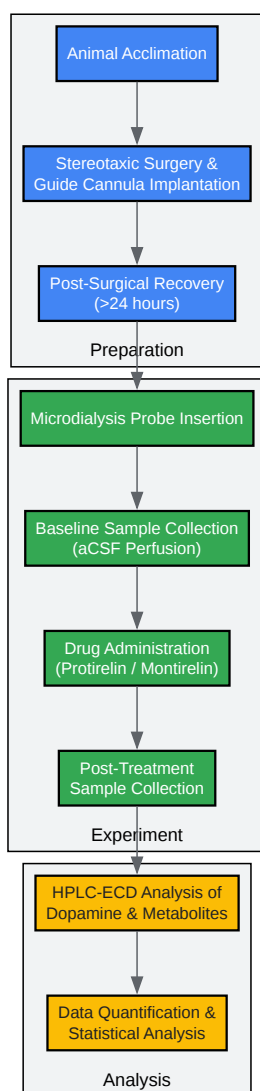 Animal Acclimation
Stereotaxic Surgery &
Guide Cannula Implantation
Post-Surgical Recovery
(>24 hours)
Preparation
Microdialysis Probe Insertion
Baseline Sample Collection
(aCSF Perfusion)
Drug Administration
(Protirelin / Montirelin)
Post-Treatment
Sample Collection
Experiment
HPLC-ECD Analysis of
Dopamine & Metabolites
Data Quantification &
Statistical Analysis
Analysis